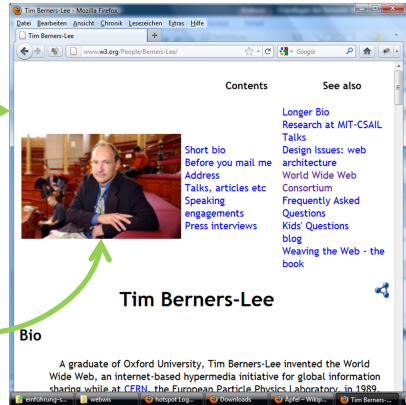 Tim Berners-Lee - Mozilla Firefox
Datei Bearbeiten Ansicht Chronik Lesezeichen Extras Hilfe
Tim Berners-Lee
www.w3.org/People/Berners-Lee/
Google
Contents
See also
Short bio
Before you mail me
Address
Talks, articles etc
Speaking
engagements
Press interviews
Longer Bio
Research at MIT-CSAIL
Talks
Design Issues: web
architecture
World Wide Web
Consortium
Frequently Asked
Questions
Kids' Questions
blog
Weaving the Web - the
book
Tim Berners-Lee
Bio
A graduate of Oxford University, Tim Berners-Lee invented the World
Wide Web, an internet-based hypermedia initiative for global information
sharing while at CERN, the European Particle Physics Laboratory, in 1989.
einführung-s...
webwis
hotspot Log...
Downloads
Apfel – Wikip...
Tim Berners-...